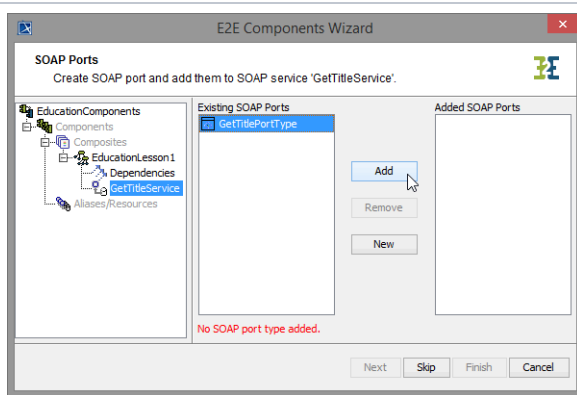 E2E Components Wizard
SOAP Ports
Create SOAP port and add them to SOAP service 'GetTitleService'.
EducationComponents
Components
Composites
EducationLesson1
Dependencies
GetTitleService
Aliases/Resources
Existing SOAP Ports
GetTitlePortType
Add
Remove
New
Added SOAP Ports
No SOAP port type added.
Next Skip Finish Cancel